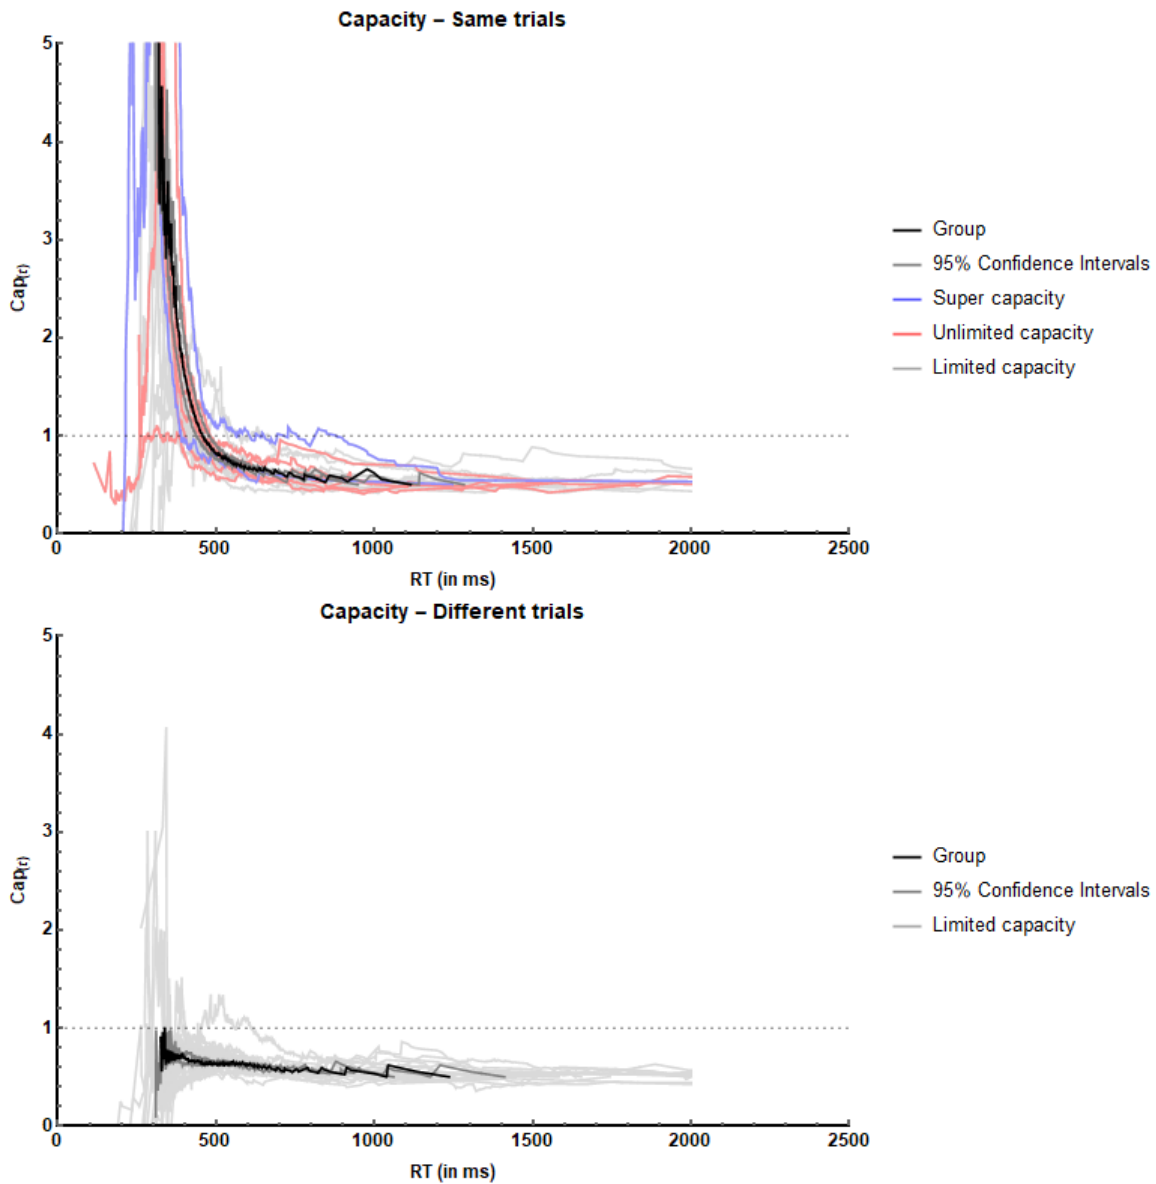 Capacity – Same trials
5
4
3
2
1
0
Cap(t)
0 500 1000 1500 2000 2500
RT (in ms)
Group
95% Confidence Intervals
Super capacity
Unlimited capacity
Limited capacity
Capacity – Different trials
5
4
3
2
1
0
Cap(t)
0 500 1000 1500 2000 2500
RT (in ms)
Group
95% Confidence Intervals
Limited capacity